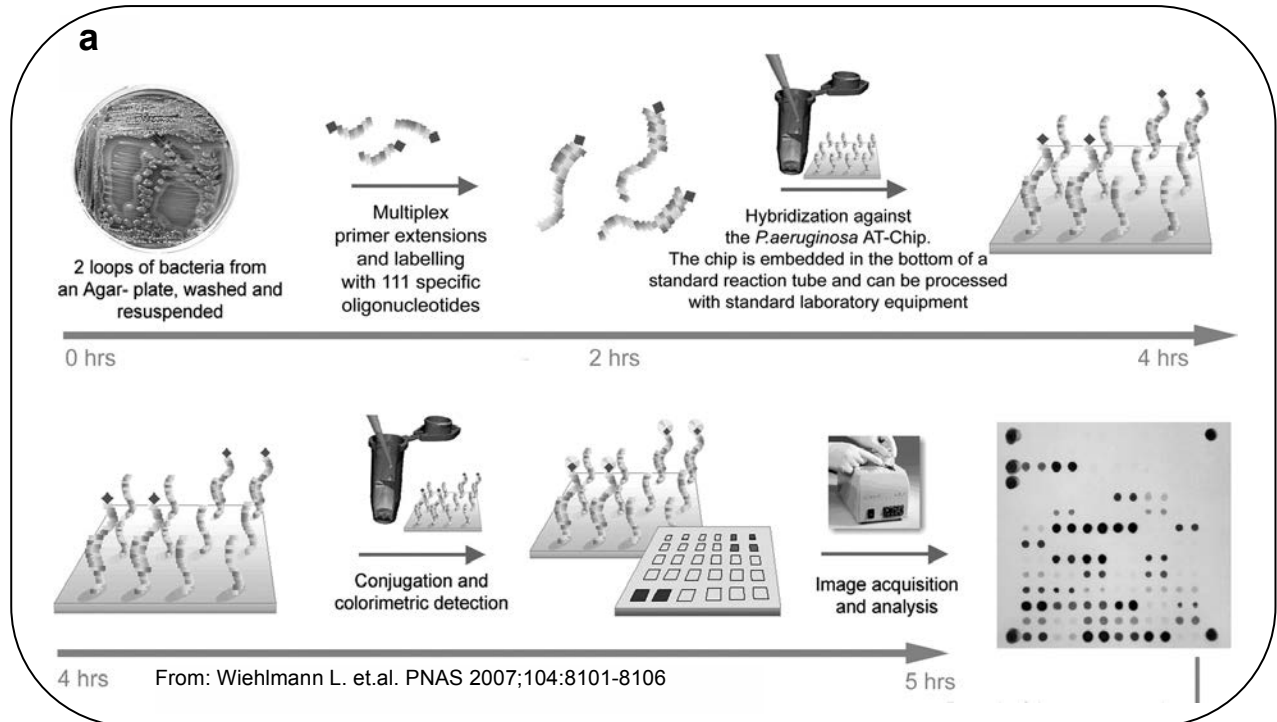 a
2 loops of bacteria from
an Agar- plate, washed and
resuspended
Multiplex
primer extensions
and labelling
with 111 specific
oligonucleotides
Hybridization against
the P.aeruginosa AT-Chip.
The chip is embedded in the bottom of a
standard reaction tube and can be processed
with standard laboratory equipment
0 hrs
2 hrs
4 hrs
Conjugation and
colorimetric detection
Image acquisition
and analysis
4 hrs
From: Wiehlmann L. et.al. PNAS 2007;104:8101-8106
5 hrs